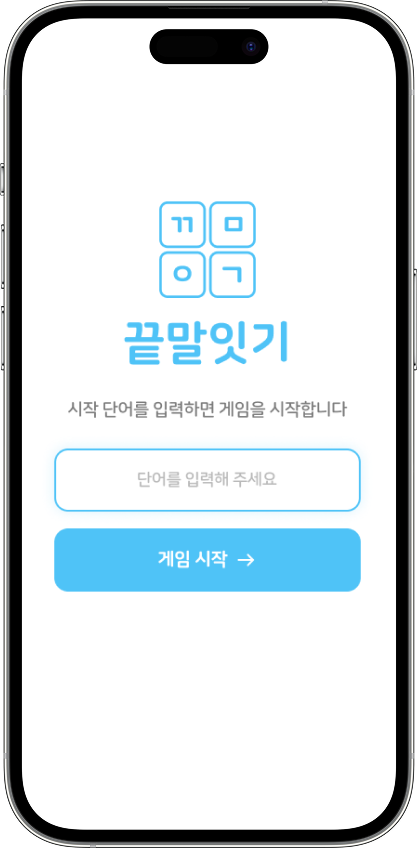 ㄲ ㅁ
ㅇ ㄱ
끝말잇기
시작 단어를 입력하면 게임을 시작합니다
단어를 입력해 주세요
게임 시작 →